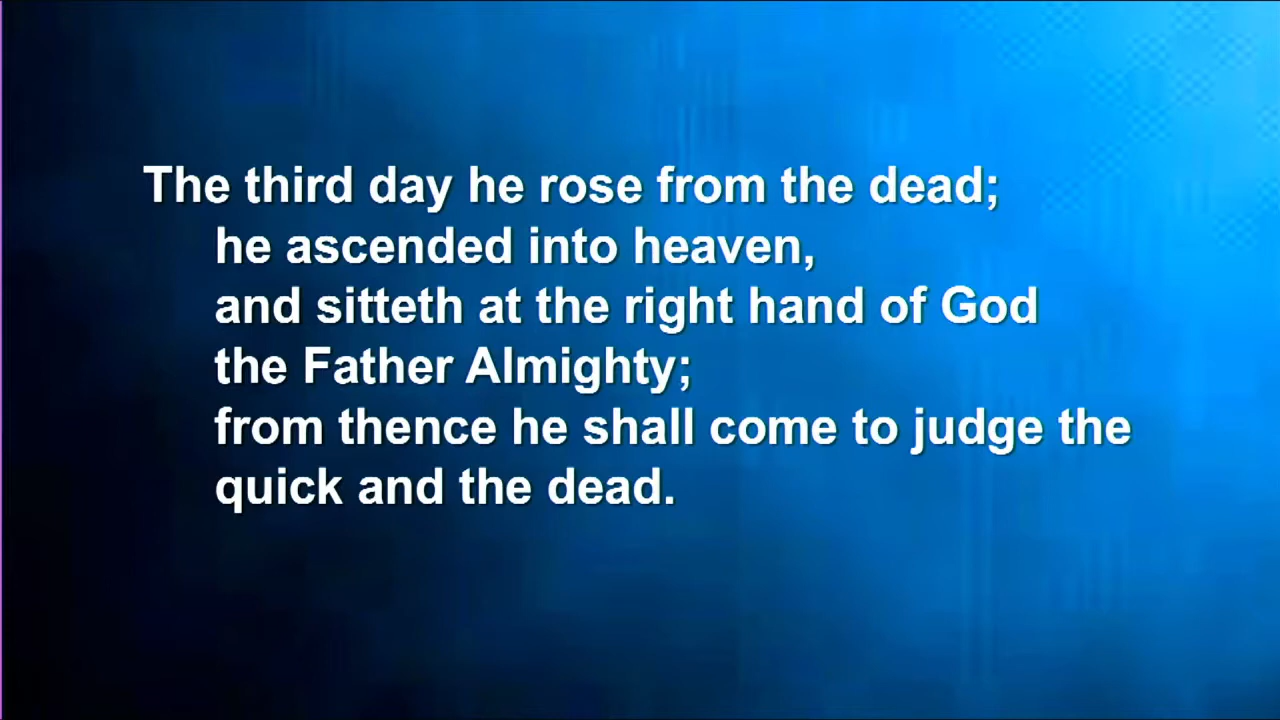 The third day he rose from the dead;
he ascended into heaven,
and sitteth at the right hand of God
the Father Almighty;
from thence he shall come to judge the
quick and the dead.